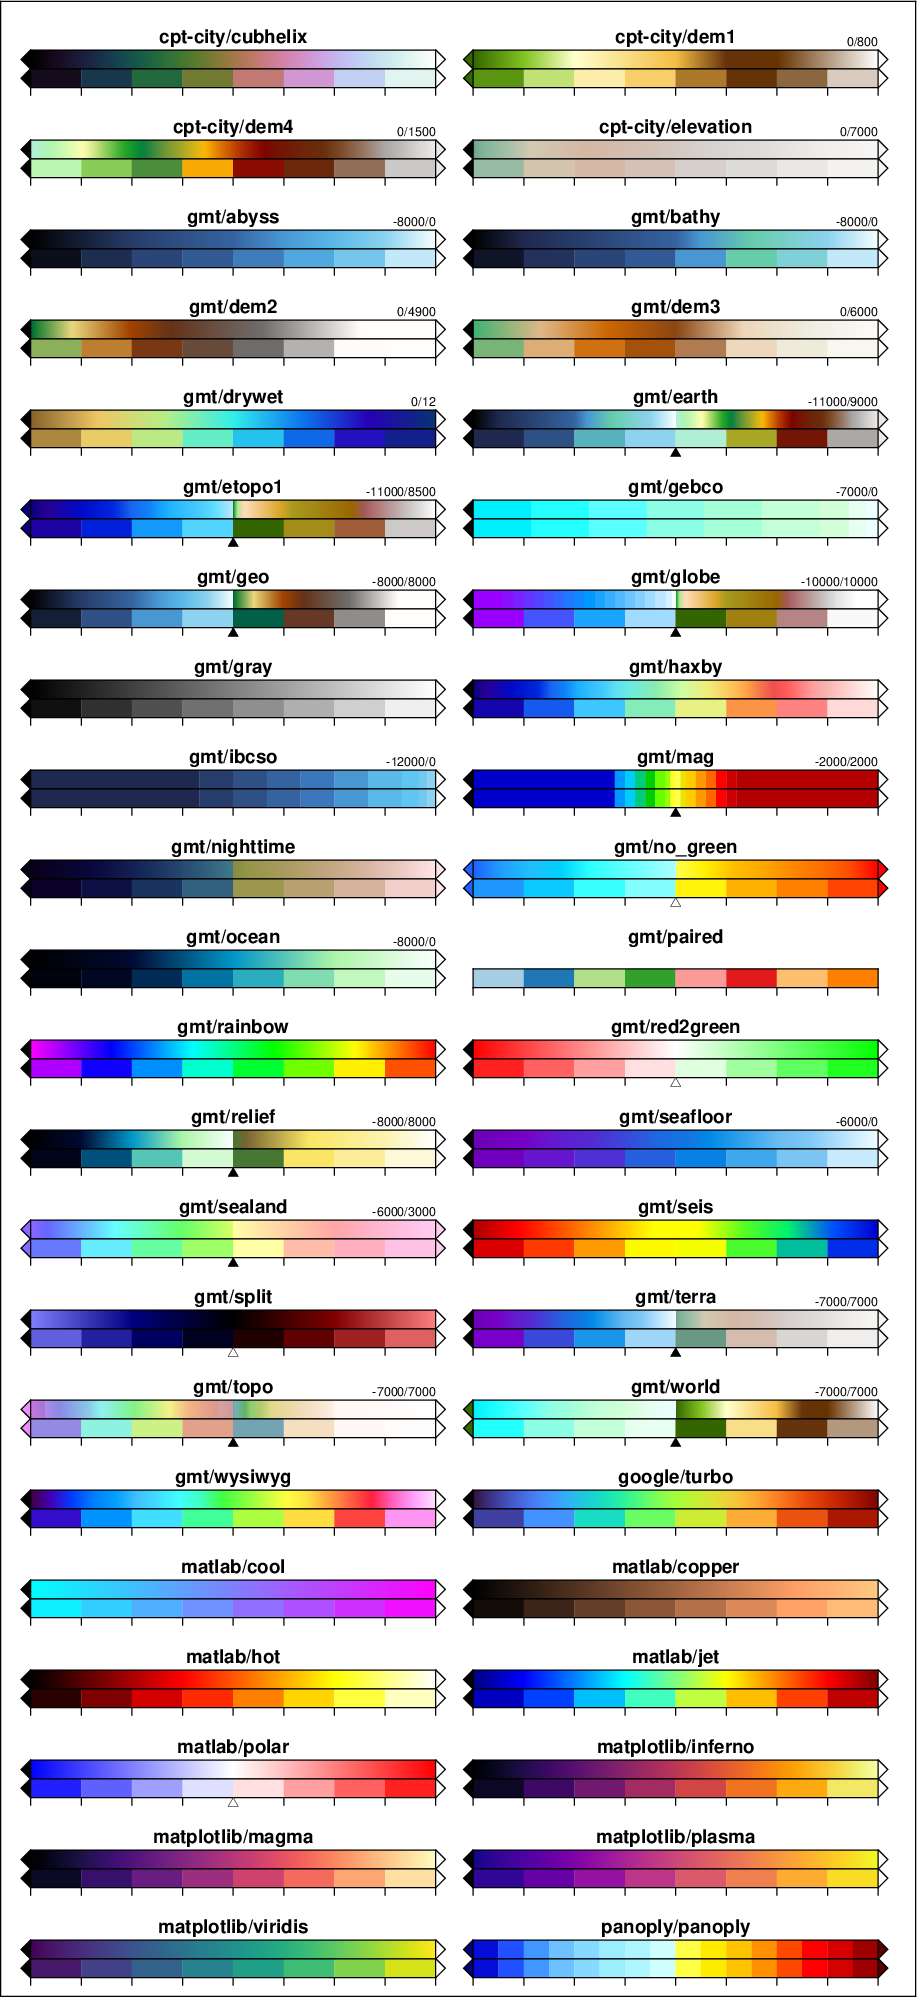 cpt-city/cubhelix
cpt-city/dem1 0/800
cpt-city/dem4 0/1500
cpt-city/elevation 0/7000
gmt/abyss -8000/0
gmt/bathy -8000/0
gmt/dem2 0/4900
gmt/dem3 0/6000
gmt/drywet 0/12
gmt/earth -11000/9000
gmt/etopo1 -11000/8500
gmt/gebco -7000/0
gmt/geo -8000/8000
gmt/globe -10000/10000
gmt/gray
gmt/haxby
gmt/ibcso -12000/0
gmt/mag -2000/2000
gmt/nighttime
gmt/no_green
gmt/ocean -8000/0
gmt/paired
gmt/rainbow
gmt/red2green
gmt/relief -8000/8000
gmt/seafloor -6000/0
gmt/sealand -6000/3000
gmt/seis
gmt/split
gmt/terra -7000/7000
gmt/topo -7000/7000
gmt/world -7000/7000
gmt/wysiwyg
google/turbo
matlab/cool
matlab/copper
matlab/hot
matlab/jet
matlab/polar
matplotlib/inferno
matplotlib/magma
matplotlib/plasma
matplotlib/viridis
panoply/panoply